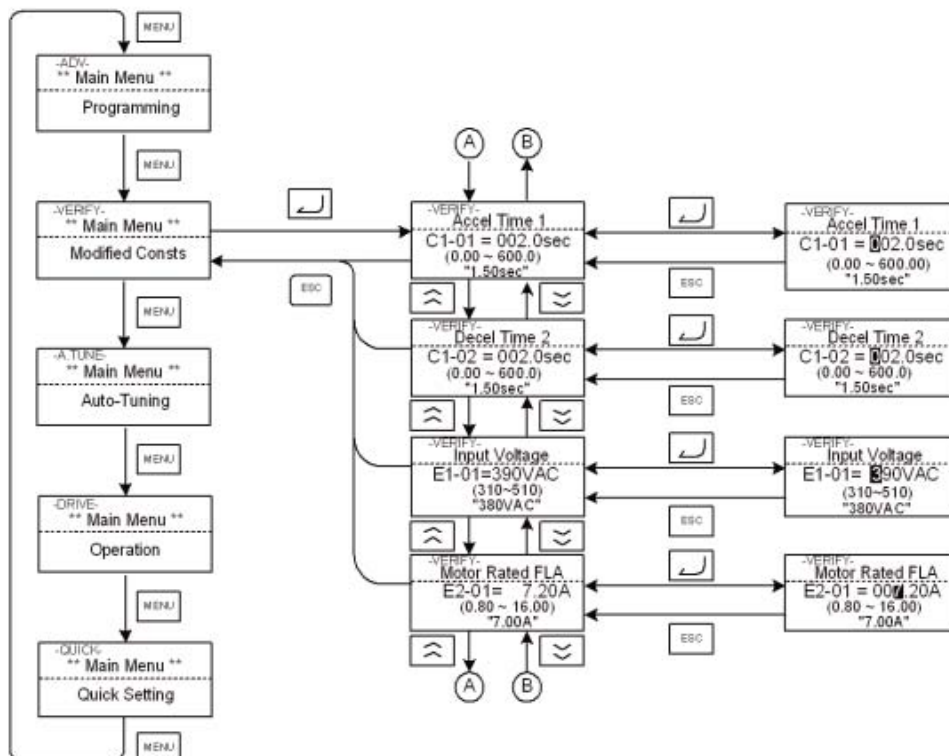 MENU
-ADV-
** Main Menu **
Programming
MENU
-VERIFY-
** Main Menu **
Modified Consts
MENU
-A.TUNE-
** Main Menu **
Auto-Tuning
MENU
-DRIVE-
** Main Menu **
Operation
MENU
-QUICK-
** Main Menu **
Quick Setting
MENU
ESC
A B
-VERIFY-
Accel Time 1
C1-01 = 002.0sec
(0.00 ~ 600.0)
"1.50sec"
-VERIFY-
Decel Time 2
C1-02 = 002.0sec
(0.00 ~ 600.0)
"1.50sec"
-VERIFY-
Input Voltage
E1-01=390VAC
(310~510)
"380VAC"
-VERIFY-
Motor Rated FLA
E2-01= 7.20A
(0.80 ~ 16.00)
"7.00A"
A B
ESC
ESC
ESC
ESC
-VERIFY-
Accel Time 1
C1-01 = 002.0sec
(0.00 ~ 600.00)
"1.50sec"
-VERIFY-
Decel Time 2
C1-02 = 002.0sec
(0.00 ~ 600.0)
"1.50sec"
-VERIFY-
Input Voltage
E1-01= 390VAC
(310~510)
"380VAC"
-VERIFY-
Motor Rated FLA
E2-01 = 007.20A
(0.80 ~ 16.00)
"7.00A"